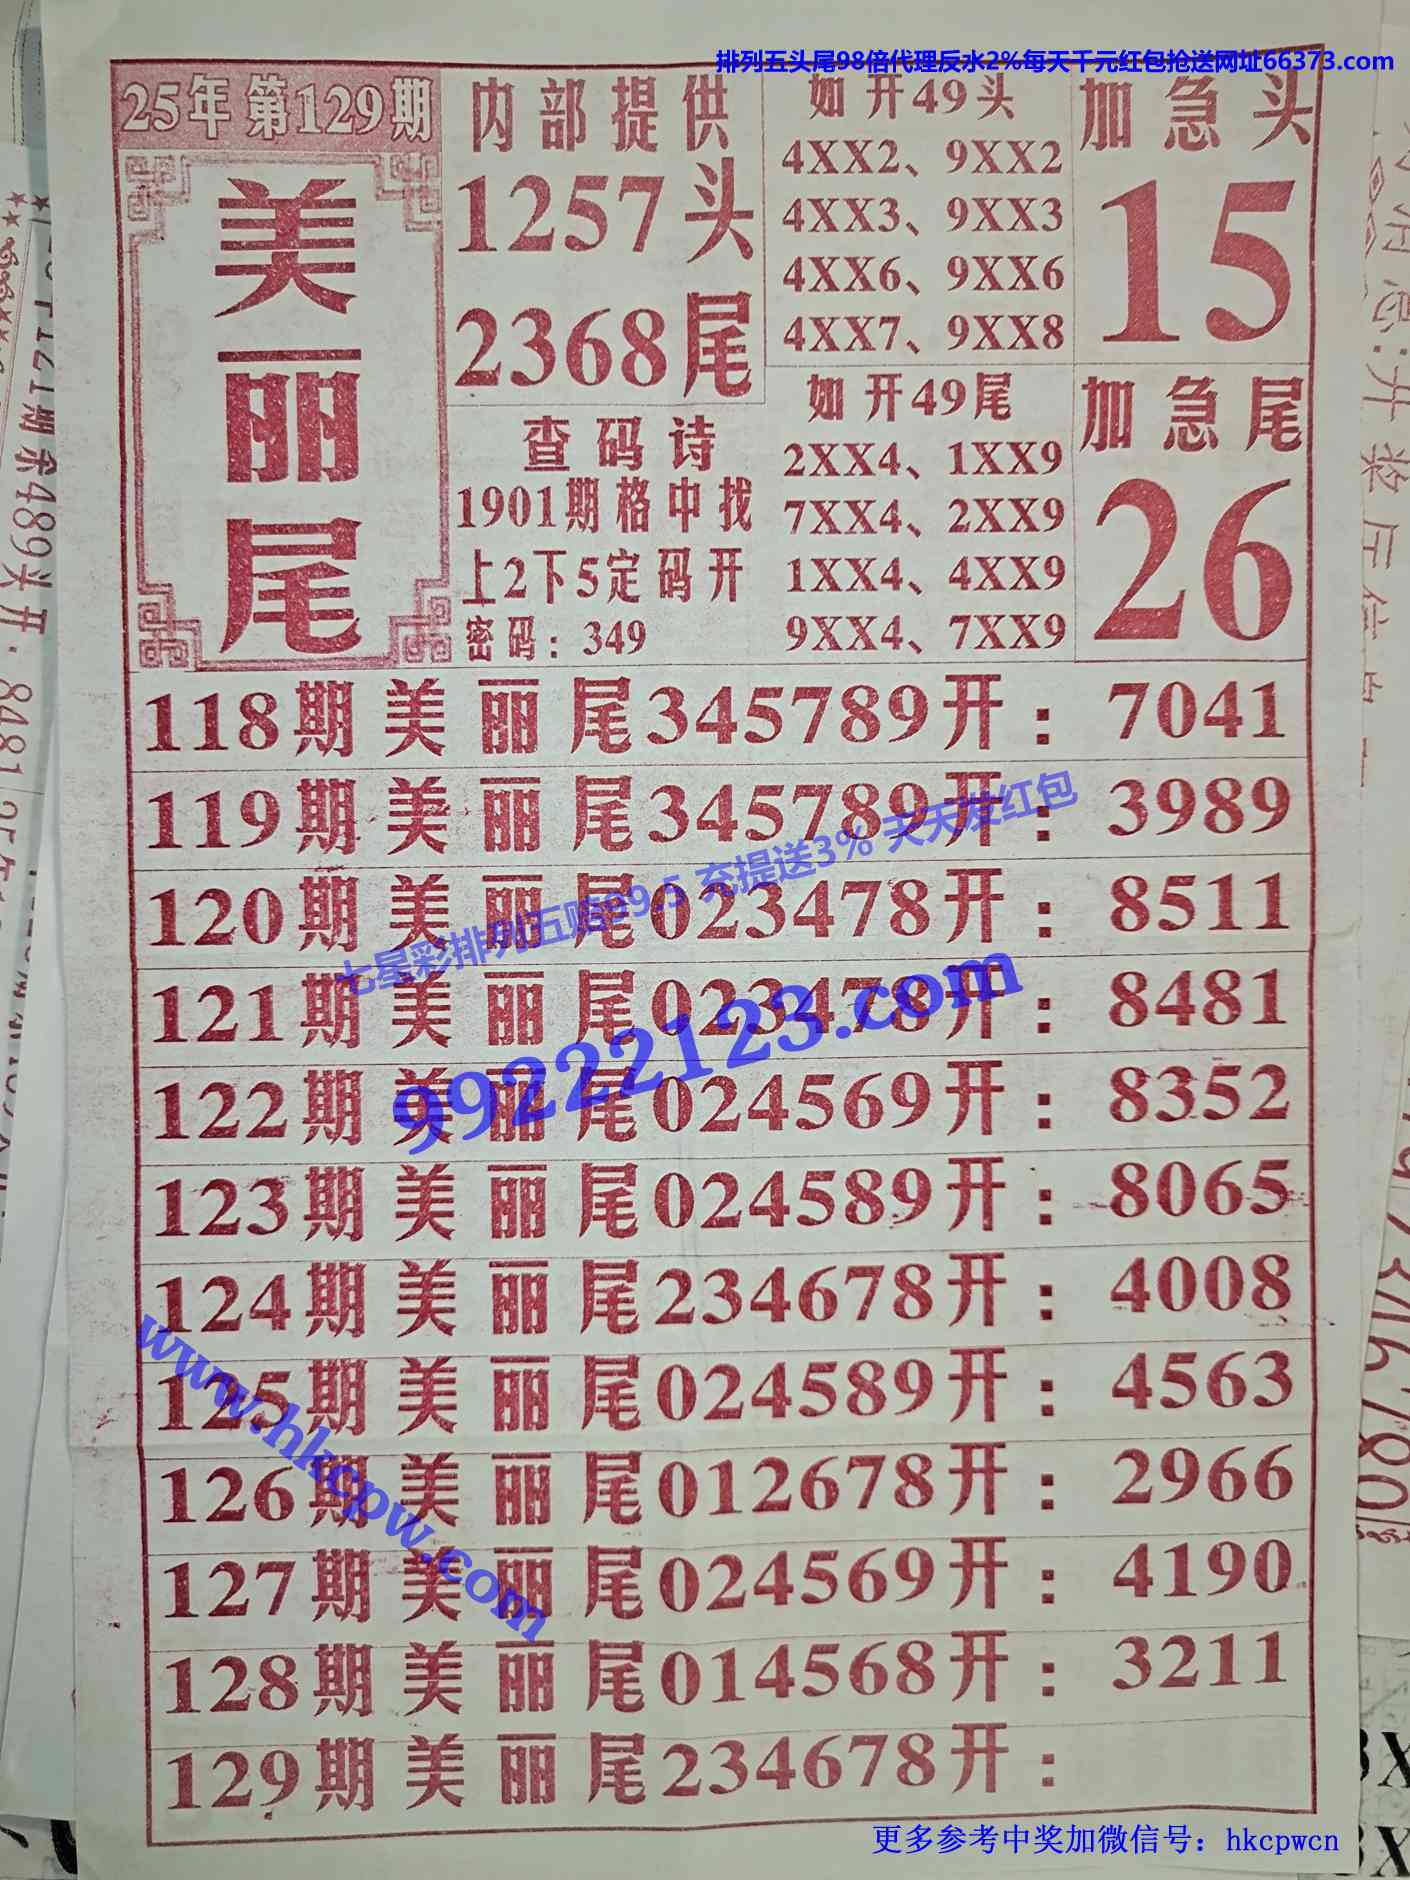 排列五头尾98倍代理反水2%每天千元红包抢送网址66373.com
25年第129期
美丽尾
内部提供
1257头
2368尾
查码诗
1901期格中找
上2下5定码开
密码：349
如开49头
4XX2、9XX2
4XX3、9XX3
4XX6、9XX6
4XX7、9XX8
如开49尾
2XX4、1XX9
7XX4、2XX9
1XX4、4XX9
9XX4、7XX9
加急头
15
加急尾
26
118期美丽尾345789开：7041
119期美丽尾345789开：3989
120期美丽尾023478开：8511
121期美丽尾023478开：8481
122期美丽尾024569开：8352
123期美丽尾024589开：8065
124期美丽尾234678开：4008
125期美丽尾024589开：4563
126期美丽尾012678开：2966
127期美丽尾024569开：4190
128期美丽尾014568开：3211
129期美丽尾234678开：
七星彩排列五赔99.5 充提送3% 天天发红包
99222123.com
www.hkcpw.com
更多参考中奖加微信号：hkcpwcn